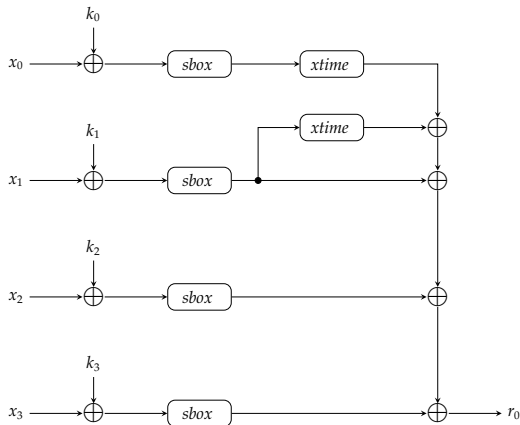 k₀
x₀ sbox xtime
xtime
k₁
x₁ sbox
k₂
x₂ sbox
k₃
x₃ sbox r₀